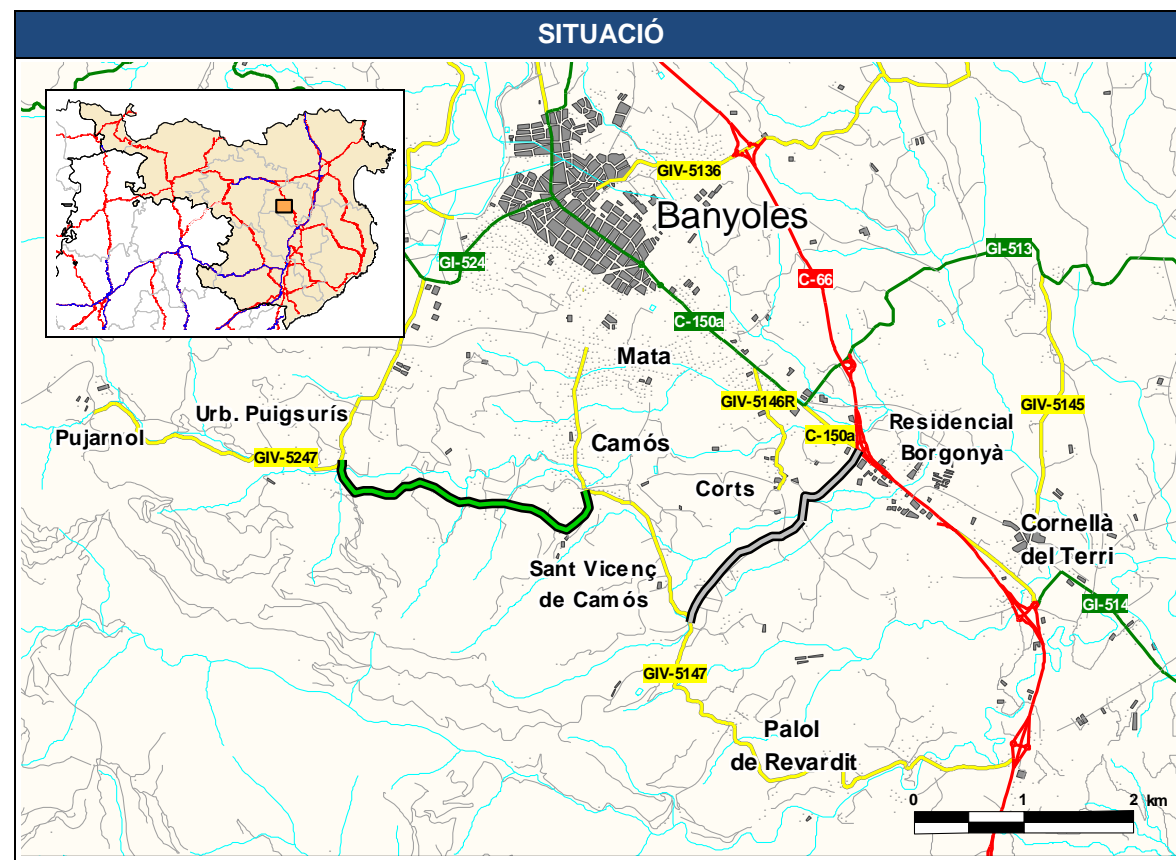 SITUACIÓ
GIV-5136
Banyoles
GI-513
GI-524
C-66
C-150a
Mata
GIV-5146R
GIV-5145
Urb. Puigsurís
Pujarnol
GIV-5247
Camós
C-150a
Residencial
Borgonyà
Corts
Cornellà
del Terri
Sant Vicenç
de Camós
GI-514
GIV-5147
Palol
de Revardit
0 1 2 km